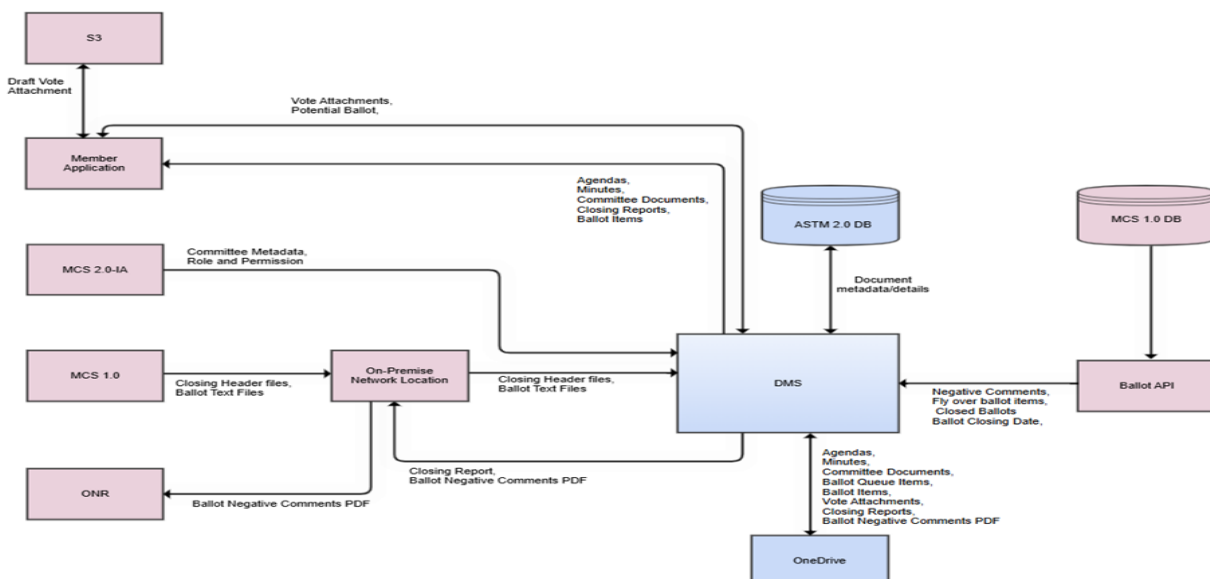 S3
Draft Vote
Attachment
Vote Attachments,
Potential Ballot,
Member
Application
Agendas,
Minutes,
Committee Documents,
Closing Reports,
Ballot Items
ASTM 2.0 DB
MCS 1.0 DB
Committee Metadata,
Role and Permission
MCS 2.0-IA
Document
metadata/details
MCS 1.0
Closing Header files,
Ballot Text Files
On-Premise
Network Location
Closing Header files,
Ballot Text Files
DMS
Ballot API
Negative Comments,
Fly over ballot items,
Closed Ballots
Ballot Closing Date,
Closing Report,
Ballot Negative Comments PDF
ONR
Ballot Negative Comments PDF
Agendas,
Minutes,
Committee Documents,
Ballot Queue Items,
Ballot Items,
Vote Attachments,
Closing Reports,
Ballot Negative Comments PDF
OneDrive